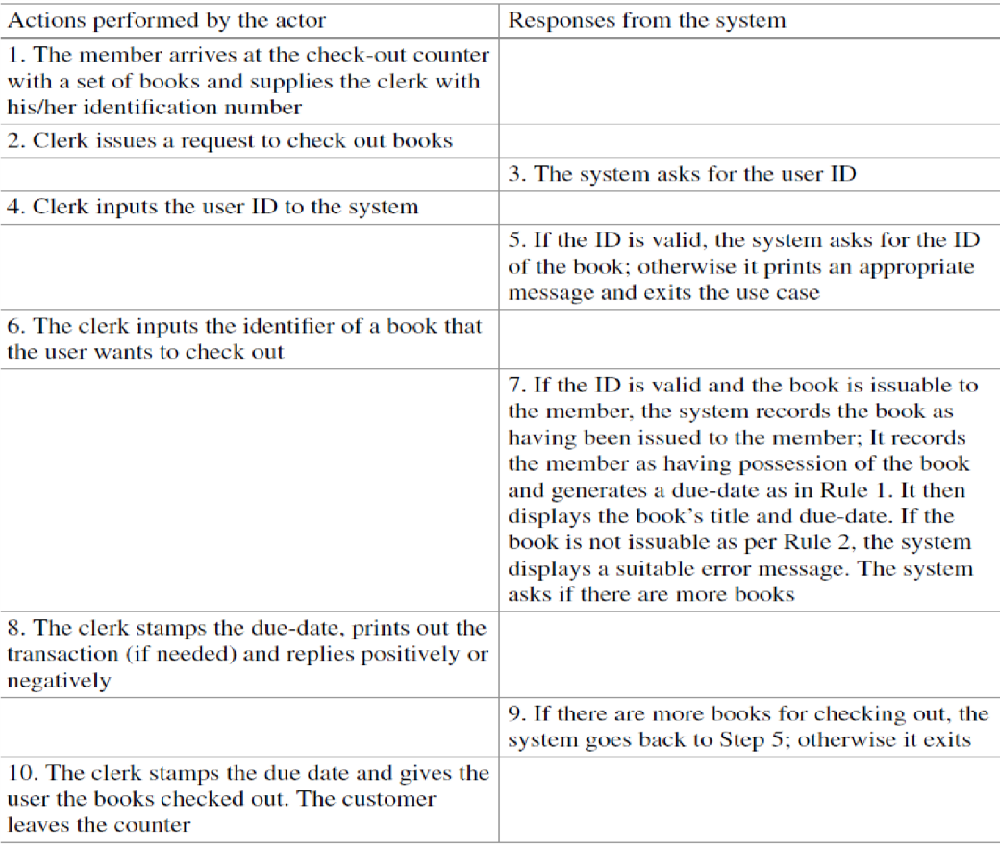 Actions performed by the actor
Responses from the system
1. The member arrives at the check-out counter
with a set of books and supplies the clerk with
his/her identification number
2. Clerk issues a request to check out books
3. The system asks for the user ID
4. Clerk inputs the user ID to the system
5. If the ID is valid, the system asks for the ID
of the book; otherwise it prints an appropriate
message and exits the use case
6. The clerk inputs the identifier of a book that
the user wants to check out
7. If the ID is valid and the book is issuable to
the member, the system records the book as
having been issued to the member; It records
the member as having possession of the book
and generates a due-date as in Rule 1. It then
displays the book’s title and due-date. If the
book is not issuable as per Rule 2, the system
displays a suitable error message. The system
asks if there are more books
8. The clerk stamps the due-date, prints out the
transaction (if needed) and replies positively or
negatively
9. If there are more books for checking out, the
system goes back to Step 5; otherwise it exits
10. The clerk stamps the due date and gives the
user the books checked out. The customer
leaves the counter